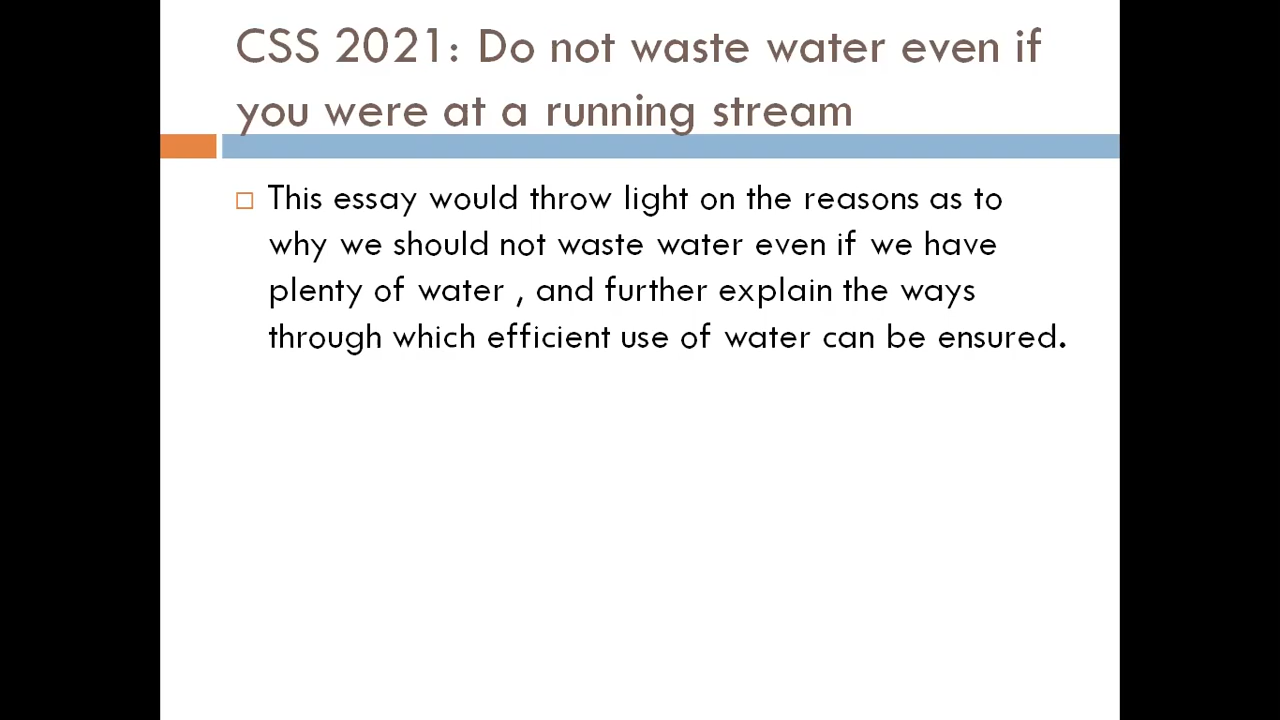 CSS 2021: Do not waste water even if
you were at a running stream
This essay would throw light on the reasons as to
why we should not waste water even if we have
plenty of water , and further explain the ways
through which efficient use of water can be ensured.